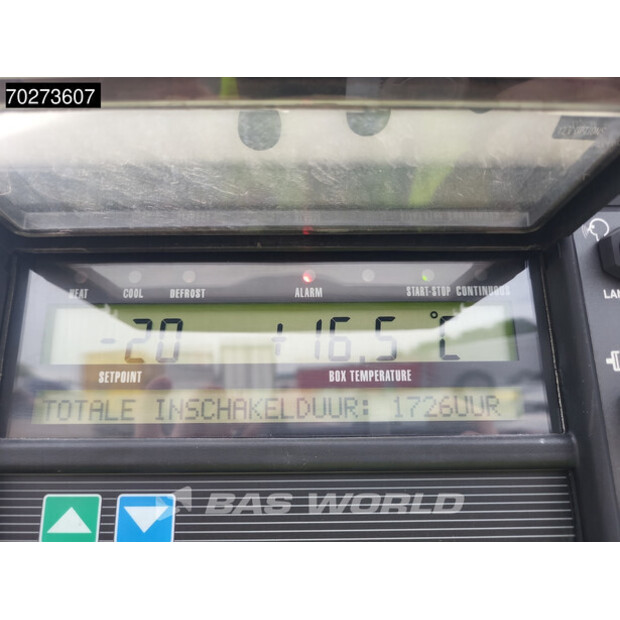 70273607
HEAT COOL DEFROST ALARM START-STOP CONTINUOUS
-20 +16,5 °C
SETPOINT BOX TEMPERATURE
TOTALE INSCHAKELDUUR: 1726UUR
BAS WORLD
LAN